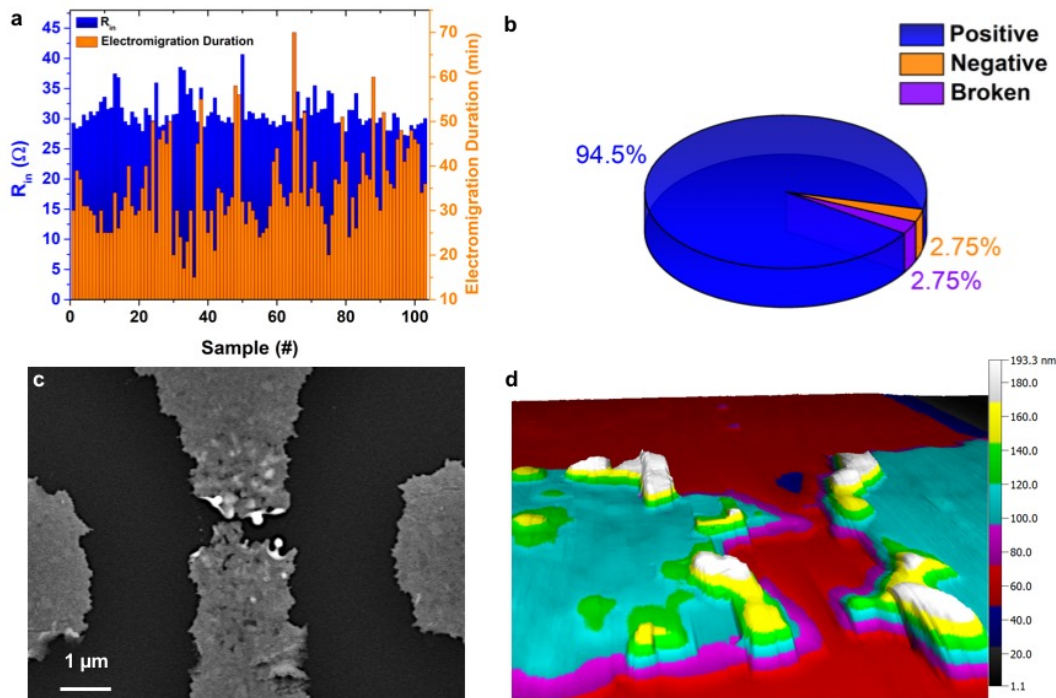 a
R_in
Electromigration Duration
45
40
35
30
25
20
15
10
5
0
R_in (Ω)
70
60
50
40
30
20
10
Electromigration Duration (min)
0 20 40 60 80 100
Sample (#)
b
Positive
Negative
Broken
94.5%
2.75%
2.75%
c
1 µm
d
193.3 nm
180.0
160.0
140.0
120.0
100.0
80.0
60.0
40.0
20.0
1.1